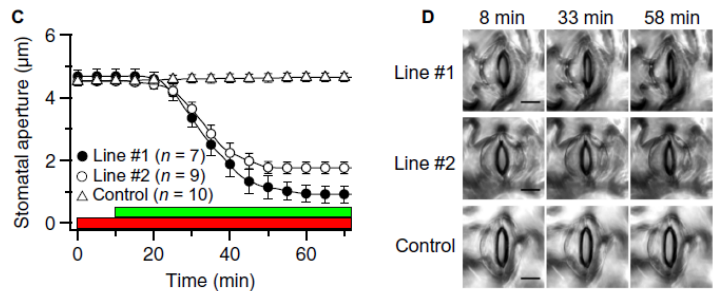 C
Stomatal aperture (μm)
6
4
2
0
Line #1 (n = 7)
Line #2 (n = 9)
Control (n = 10)
0 20 40 60
Time (min)
D
8 min 33 min 58 min
Line #1
Line #2
Control